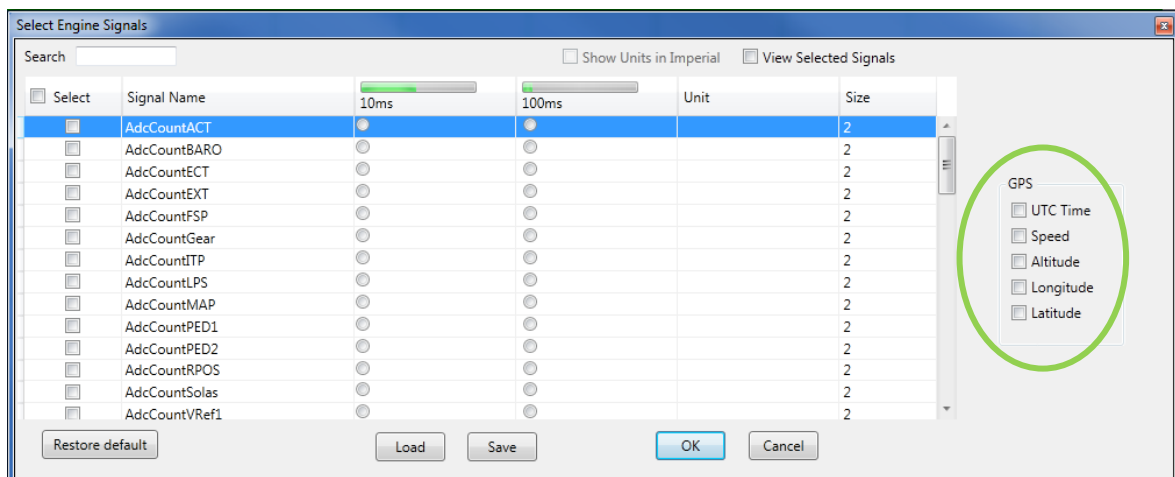 Select Engine Signals
Search
Show Units in Imperial
View Selected Signals
Select Signal Name 10ms 100ms Unit Size
AdcCountACT 2
AdcCountBARO 2
AdcCountECT 2
AdcCountEXT 2
AdcCountFSP 2
AdcCountGear 2
AdcCountITP 2
AdcCountLPS 2
AdcCountMAP 2
AdcCountPED1 2
AdcCountPED2 2
AdcCountRPOS 2
AdcCountSolas 2
AdcCountVRef1 2
GPS
UTC Time
Speed
Altitude
Longitude
Latitude
Restore default Load Save OK Cancel